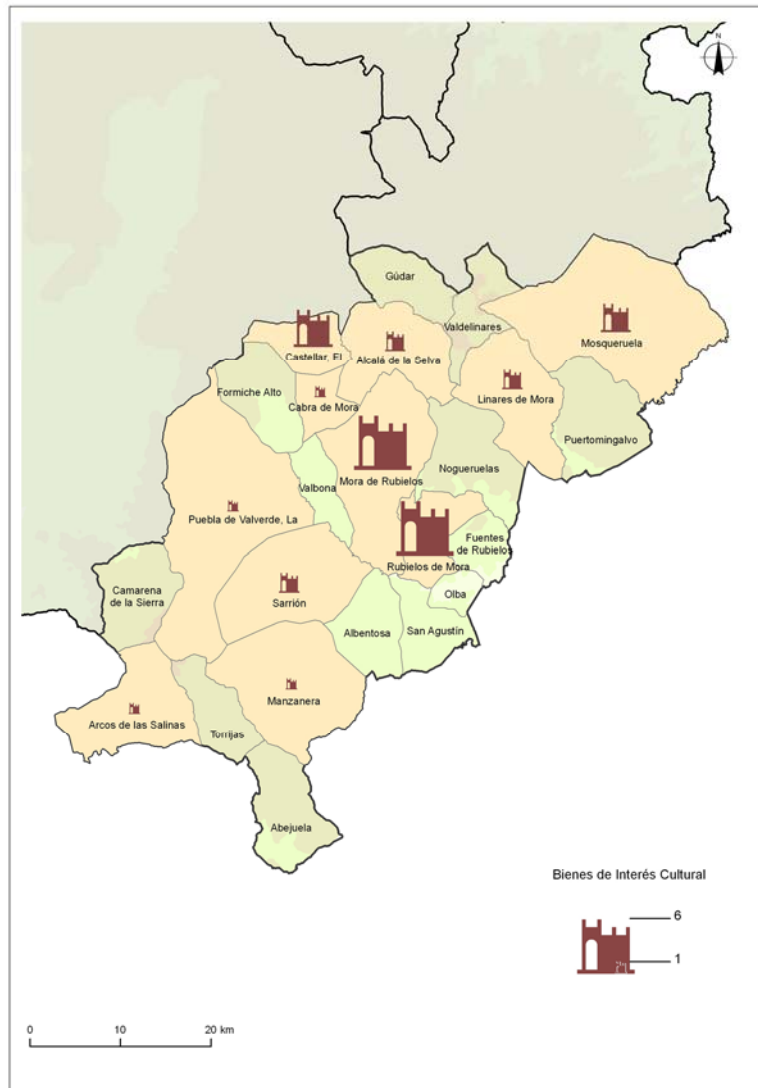 N
Gúdar
Valdelinares
Mosqueruela
Castellar, El
Alcalá de la Selva
Formiche Alto
Cabra de Mora
Linares de Mora
Puertomingalvo
Mora de Rubielos
Nogueruelas
Valbona
Puebla de Valverde, La
Fuentes
de Rubielos
Rubielos de Mora
Camarena
de la Sierra
Sarrión
Olba
Albentosa
San Agustín
Manzanera
Arcos de las Salinas
Torrijas
Abejuela
Bienes de Interés Cultural
6
1
0 10 20 km